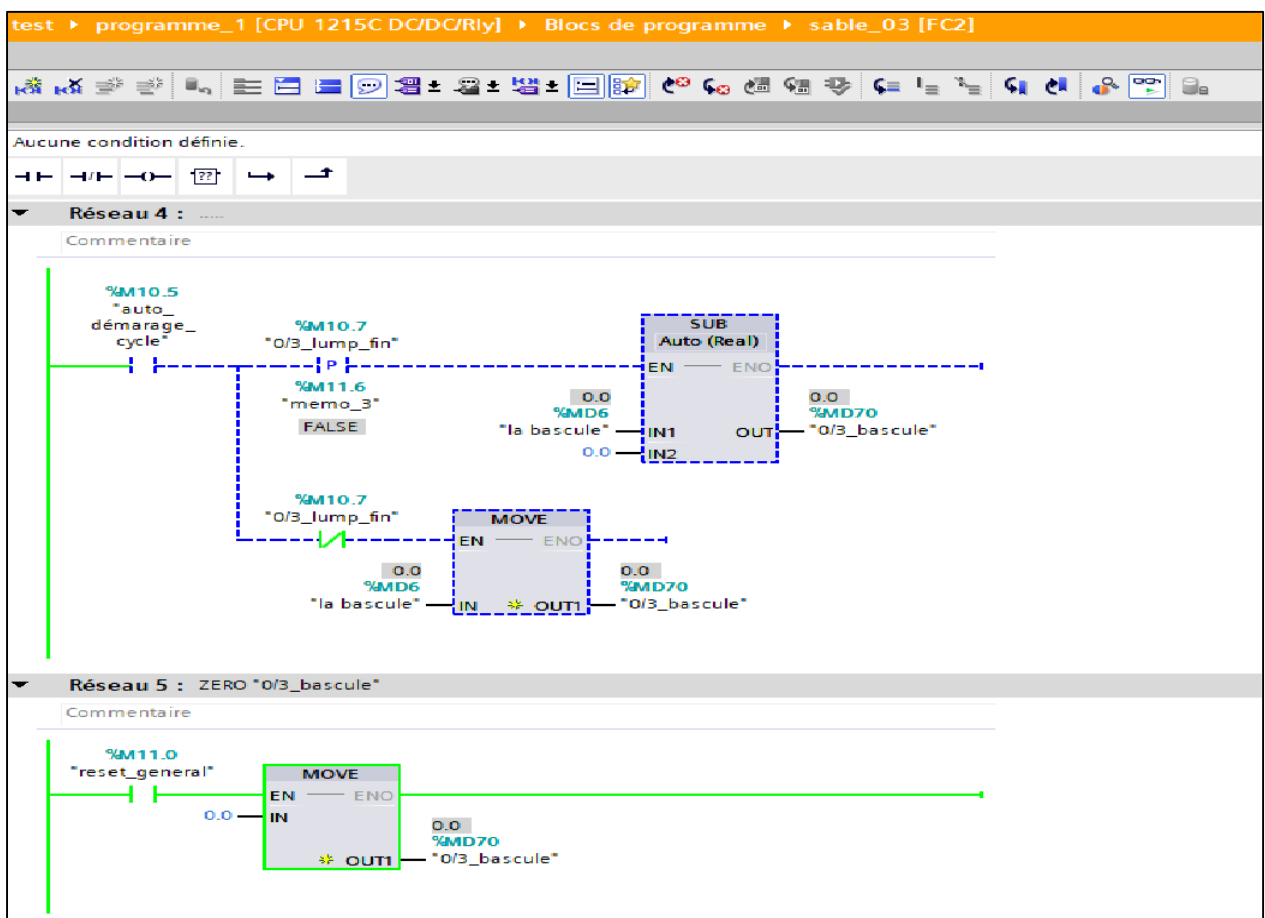 test ▸ programme_1 [CPU 1215C DC/DC/Rly] ▸ Blocs de programme ▸ sable_03 [FC2]
Aucune condition définie.
??
Réseau 4 : .....
Commentaire
%M10.5
"auto_
démarage_
cycle"
%M10.7
"0/3_lump_fin"
P
%M11.6
"memo_3"
FALSE
SUB
Auto (Real)
EN ENO
0.0
%MD6
"la bascule" IN1
0.0 IN2
OUT
0.0
%MD70
"0/3_bascule"
%M10.7
"0/3_lump_fin"
MOVE
EN ENO
0.0
%MD6
"la bascule" IN
OUT1
0.0
%MD70
"0/3_bascule"
Réseau 5 : ZERO "0/3_bascule"
Commentaire
%M11.0
"reset_general"
MOVE
EN ENO
0.0 IN
OUT1
0.0
%MD70
"0/3_bascule"